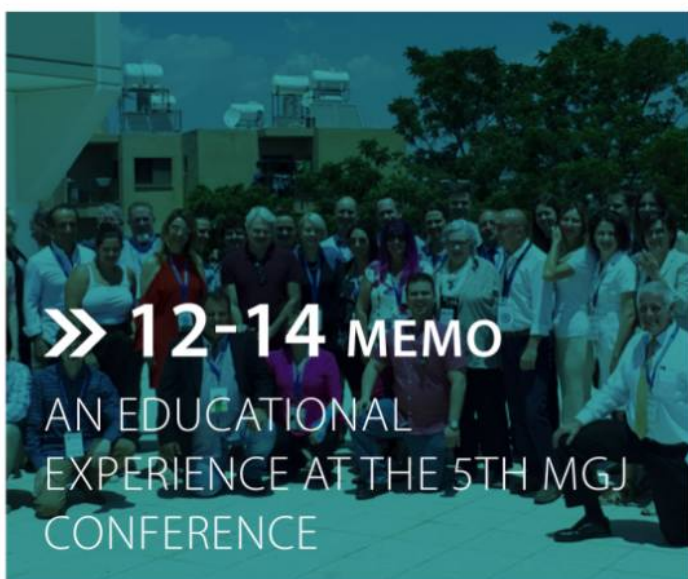 » 12-14 MEMO
AN EDUCATIONAL
EXPERIENCE AT THE 5TH MGJ
CONFERENCE